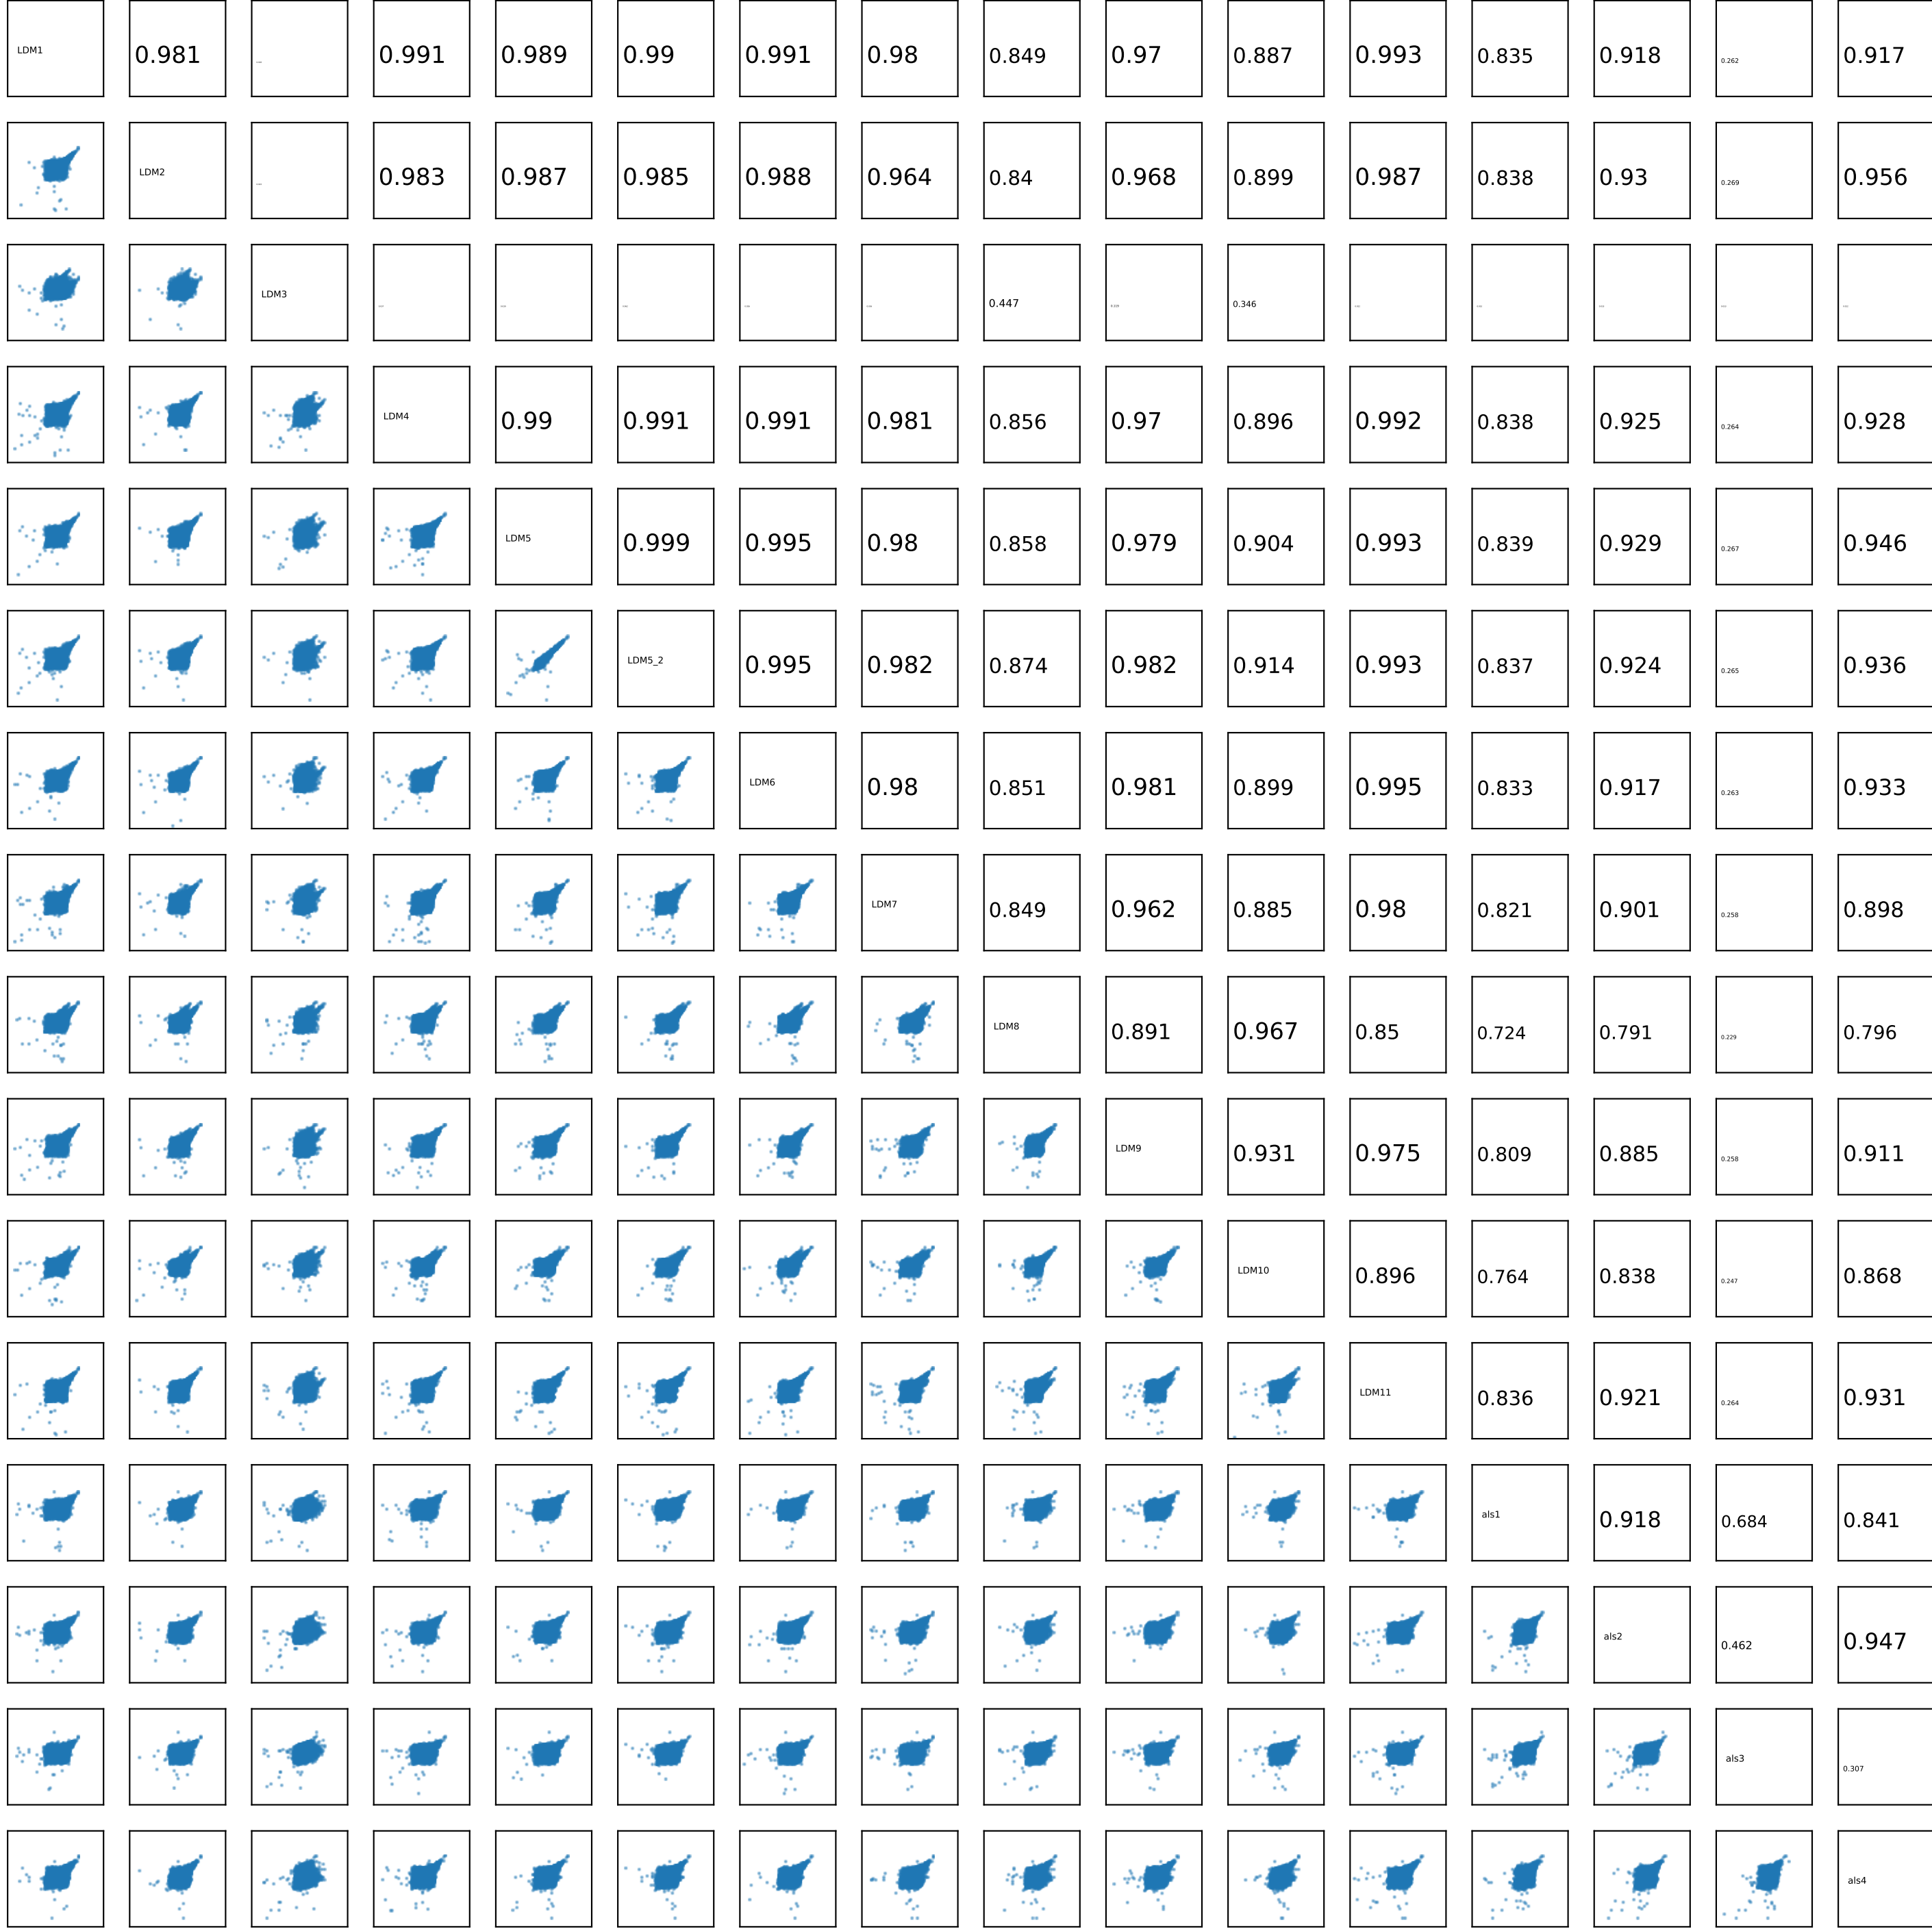 LDM1 0.981 0.991 0.989 0.99 0.991 0.98 0.849 0.97 0.887 0.993 0.835 0.918 0.262 0.917
LDM2 0.983 0.987 0.985 0.988 0.964 0.84 0.968 0.899 0.987 0.838 0.93 0.269 0.956
LDM3 0.447 0.346
LDM4 0.99 0.991 0.991 0.981 0.856 0.97 0.896 0.992 0.838 0.925 0.264 0.928
LDM5 0.999 0.995 0.98 0.858 0.979 0.904 0.993 0.839 0.929 0.267 0.946
LDM5_2 0.995 0.982 0.874 0.982 0.914 0.993 0.837 0.924 0.265 0.936
LDM6 0.98 0.851 0.981 0.899 0.995 0.833 0.917 0.263 0.933
LDM7 0.849 0.962 0.885 0.98 0.821 0.901 0.258 0.898
LDM8 0.891 0.967 0.85 0.724 0.791 0.229 0.796
LDM9 0.931 0.975 0.809 0.885 0.258 0.911
LDM10 0.896 0.764 0.838 0.247 0.868
LDM11 0.836 0.921 0.264 0.931
als1 0.918 0.684 0.841
als2 0.462 0.947
als3 0.307
als4